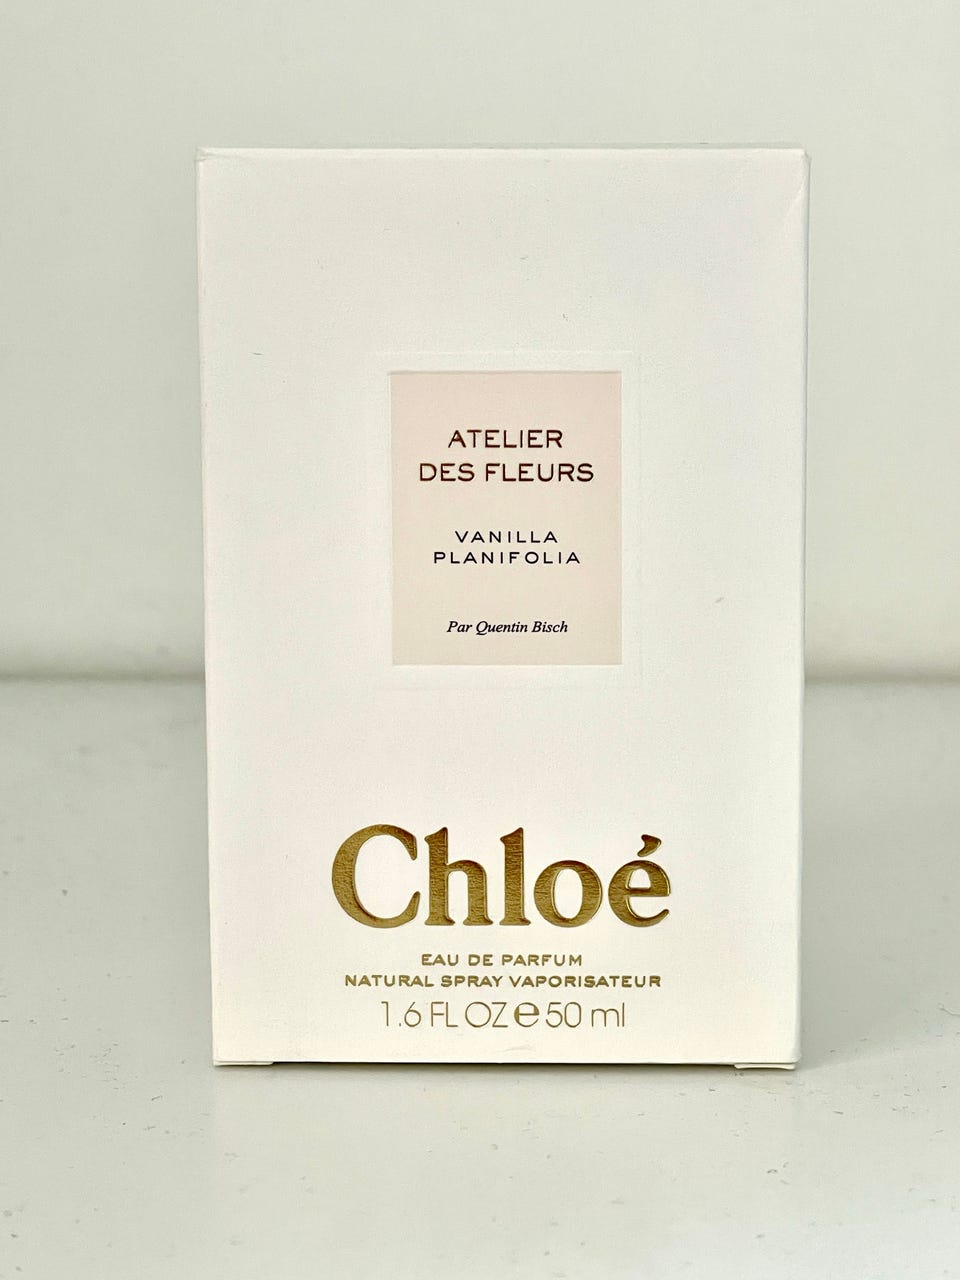 ATELIER
DES FLEURS
VANILLA
PLANIFOLIA
Par Quentin Bisch
Chloé
EAU DE PARFUM
NATURAL SPRAY VAPORISATEUR
1.6 FL OZ ℮ 50 ml